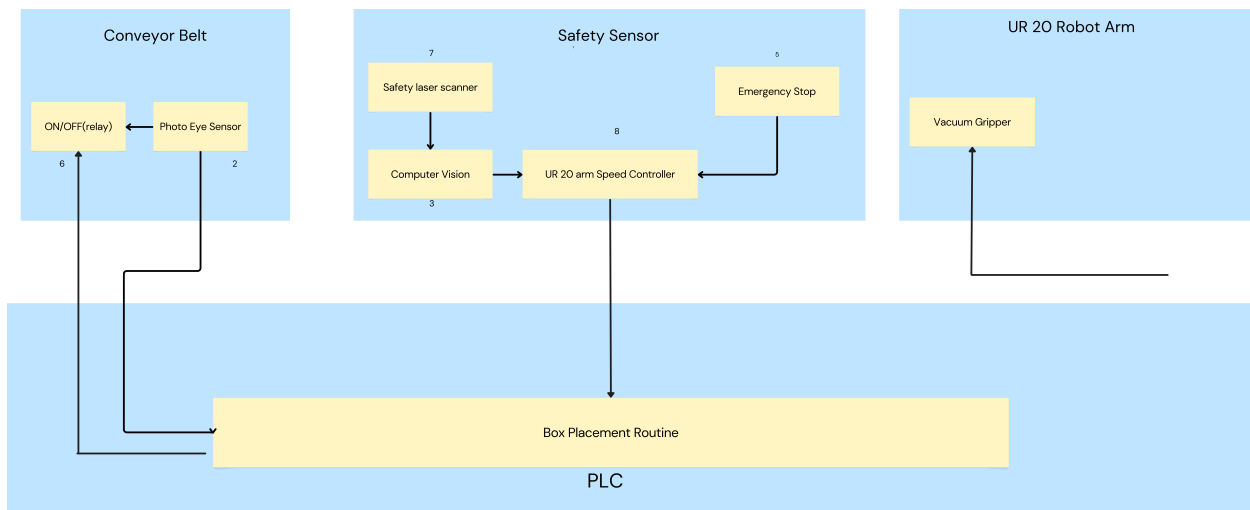 Conveyor Belt
ON/OFF(relay)
Photo Eye Sensor
6
2
Safety Sensor
7
Safety laser scanner
5
Emergency Stop
8
Computer Vision
UR 20 arm Speed Controller
3
UR 20 Robot Arm
Vacuum Gripper
Box Placement Routine
PLC